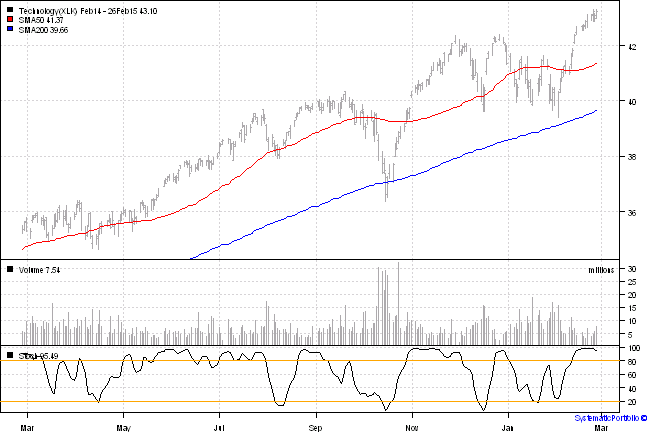 Technology(XLK) Feb14 - 26Feb15 43.10
SMA50 41.37
SMA200 39.66
42
40
38
36
Volume 7.54
millions
30
25
20
15
10
5
95.49
100
80
60
40
20
Mar May Jul Sep Nov Jan Mar
SystematicPortfolio ©